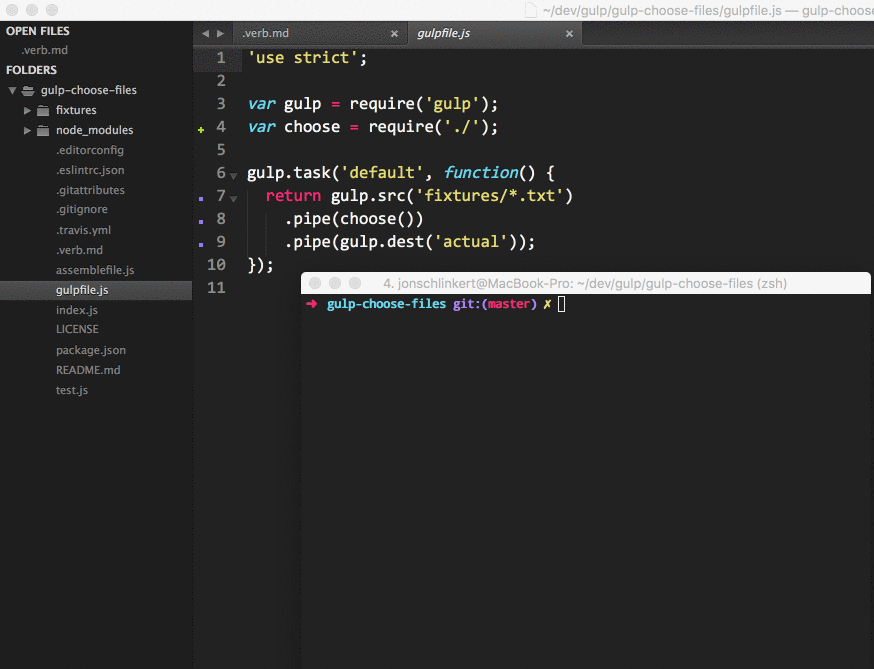 ~/dev/gulp/gulp-choose-files/gulpfile.js — gulp-choose
OPEN FILES
.verb.md
FOLDERS
gulp-choose-files
fixtures
node_modules
.editorconfig
.eslintrc.json
.gitattributes
.gitignore
.travis.yml
.verb.md
assemblefile.js
gulpfile.js
index.js
LICENSE
package.json
README.md
test.js
.verb.md
gulpfile.js
1 'use strict';
2
3 var gulp = require('gulp');
4 var choose = require('./');
5
6 gulp.task('default', function() {
7 return gulp.src('fixtures/*.txt')
8 .pipe(choose())
9 .pipe(gulp.dest('actual'));
10 });
11
4. jonschlinkert@MacBook-Pro: ~/dev/gulp/gulp-choose-files (zsh)
➜ gulp-choose-files git:(master) ✗